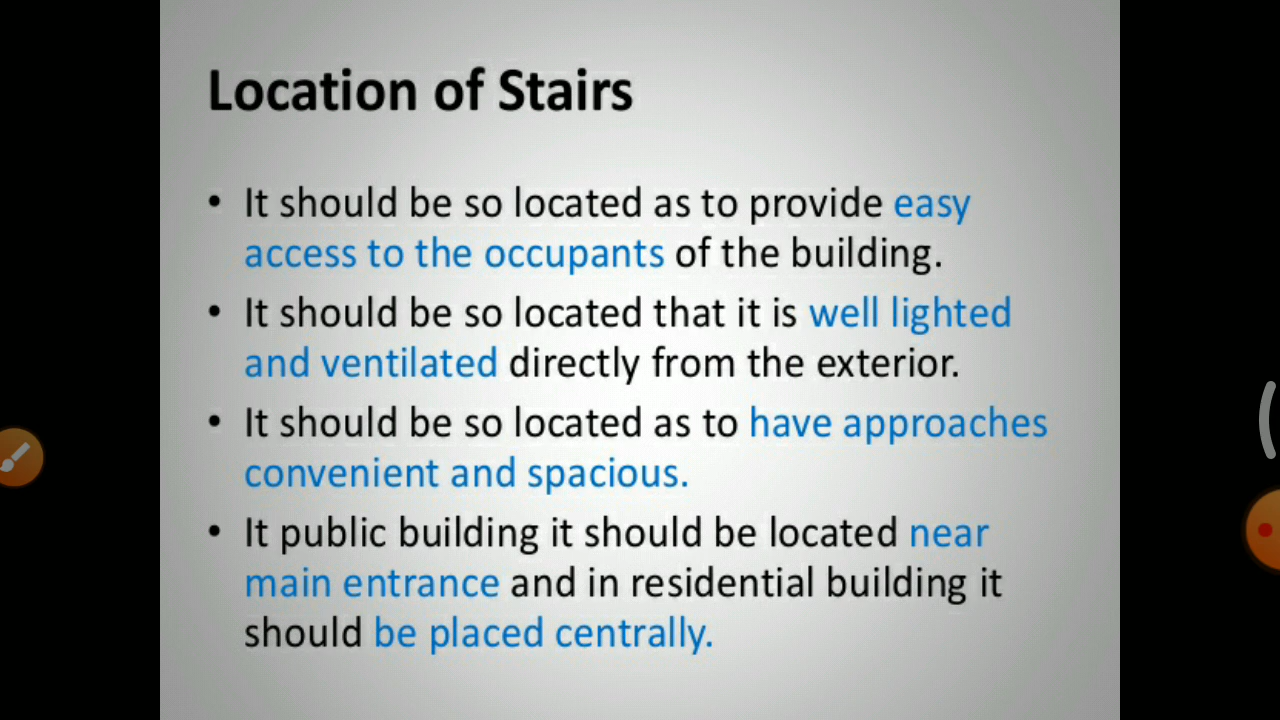 Location of Stairs
• It should be so located as to provide easy
access to the occupants of the building.
• It should be so located that it is well lighted
and ventilated directly from the exterior.
• It should be so located as to have approaches
convenient and spacious.
• It public building it should be located near
main entrance and in residential building it
should be placed centrally.